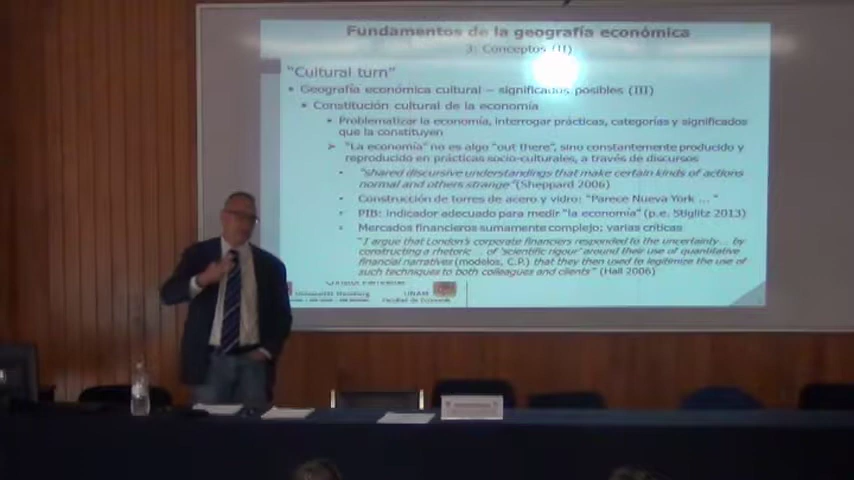 Fundamentos de la geografía económica
3: Conceptos (II)
"Cultural turn"
• Geografía económica cultural – significados posibles (III)
• Constitución cultural de la economía
• Problematizar la economía, interrogar prácticas, categorías y significados
que la constituyen
➢ "La economía" no es algo "out there", sino constantemente producido y
reproducido en prácticas socio-culturales, a través de discursos
• "shared discursive understandings that make certain kinds of actions
normal and others strange" (Sheppard 2006)
• Construcción de torres de acero y vidro: "Parece Nueva York ... "
• PIB: indicador adecuado para medir "la economía" (p.e. Stiglitz 2013)
• Mercados financieros sumamente complejo; varias críticas
"I argue that London's corporate financiers responded to the uncertainty... by
constructing a rhetoric ... of 'scientific rigour' around their use of quantitative
financial narratives (modelos, C.P.) that they then used to legitimize the use of
such techniques to both colleagues and clients" (Hall 2006)
UNAM
Facultad de Economía